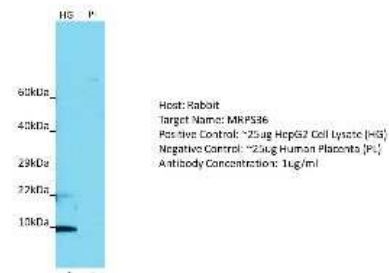 HG P
60kDa
40kDa
29kDa
22kDa
10kDa
Host: Rabbit
Target Name: MRPS36
Positive Control: ~25ug HepG2 Cell Lysate (HG)
Negative Control: ~25ug Human Placenta (PL)
Antibody Concentration: 1ug/ml